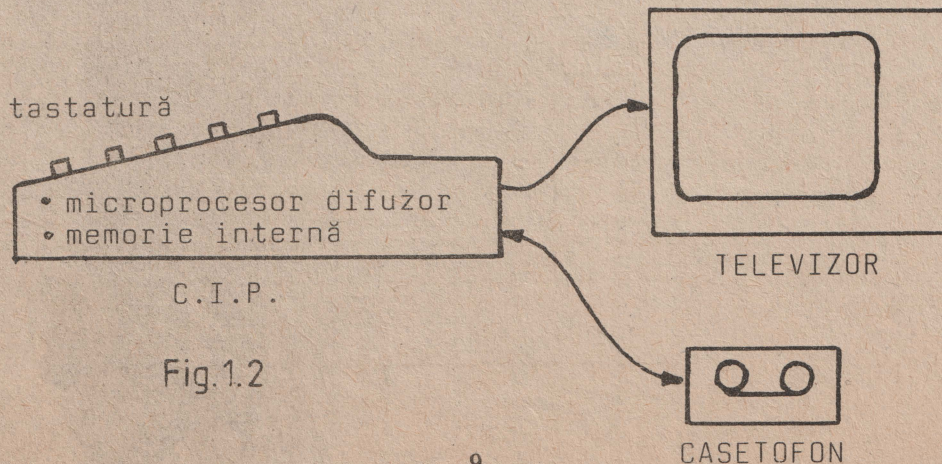 tastatură
• microprocesor difuzor
• memorie internă
C.I.P.
TELEVIZOR
Fig.1.2
CASETOFON
9